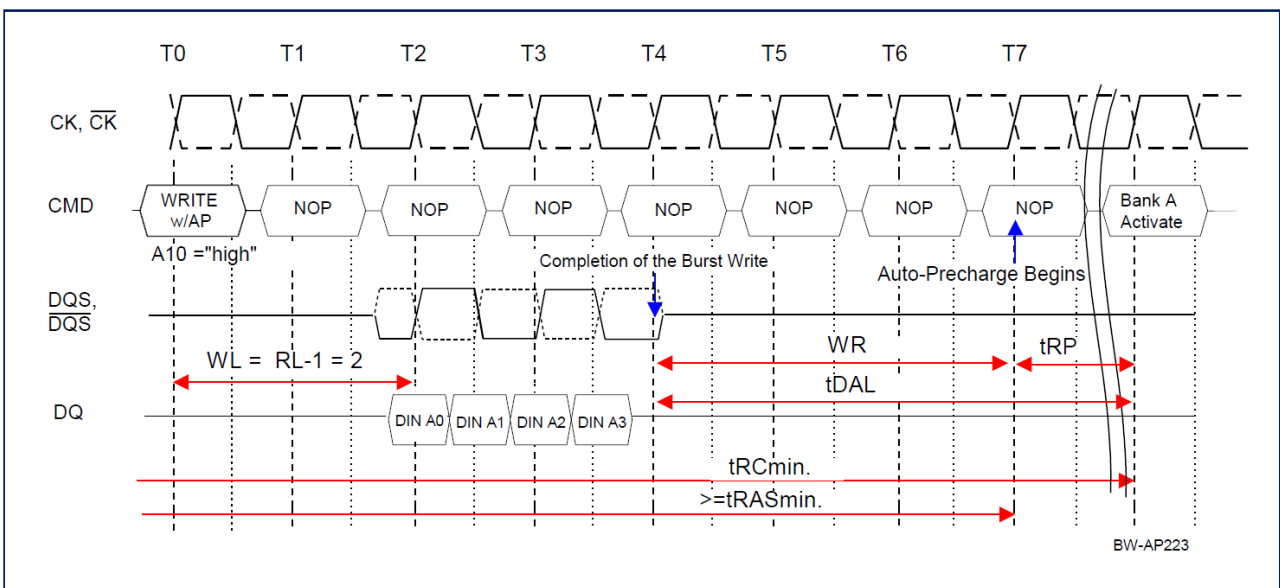 T0 T1 T2 T3 T4 T5 T6 T7
CK, CK
CMD
WRITE
w/AP
NOP NOP NOP NOP NOP NOP NOP
Bank A
Activate
A10 ="high"
Completion of the Burst Write
Auto-Precharge Begins
DQS,
DQS
WL = RL-1 = 2
WR
tRP
tDAL
DQ
DIN A0 DIN A1 DIN A2 DIN A3
tRCmin.
>=tRASmin.
BW-AP223